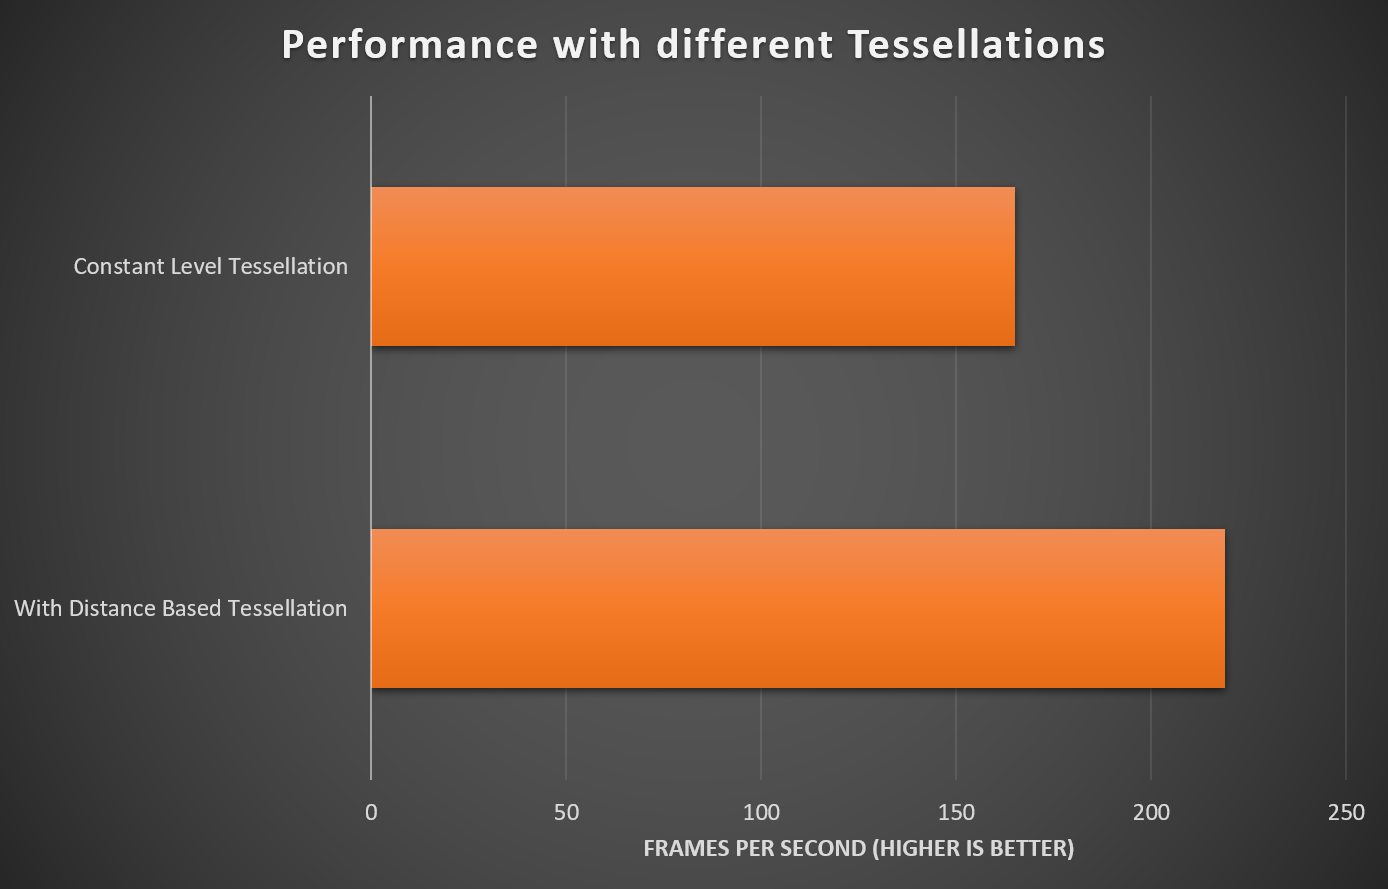 Performance with different Tessellations
Constant Level Tessellation
With Distance Based Tessellation
0 50 100 150 200 250
FRAMES PER SECOND (HIGHER IS BETTER)